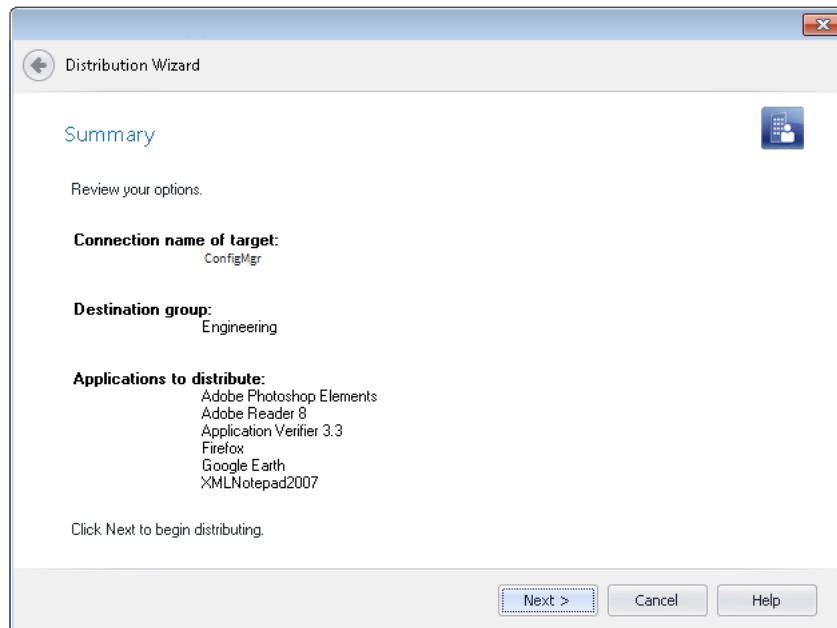 Distribution Wizard
Summary
Review your options.
Connection name of target:
ConfigMgr
Destination group:
Engineering
Applications to distribute:
Adobe Photoshop Elements
Adobe Reader 8
Application Verifier 3.3
Firefox
Google Earth
XMLNotepad2007
Click Next to begin distributing.
Next > Cancel Help